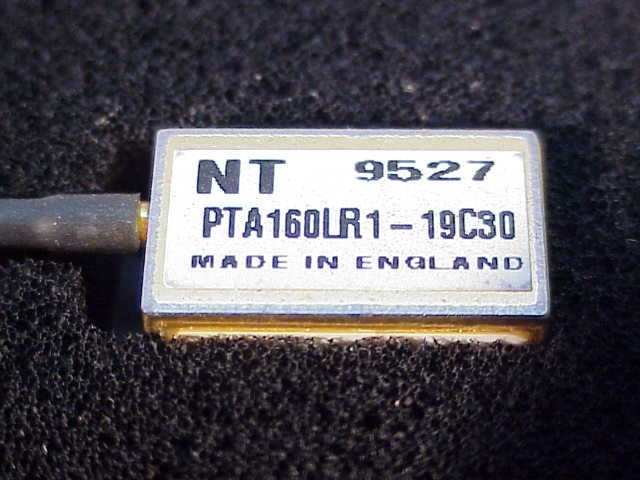 NT 9527
PTA160LR1-19C30
MADE IN ENGLAND